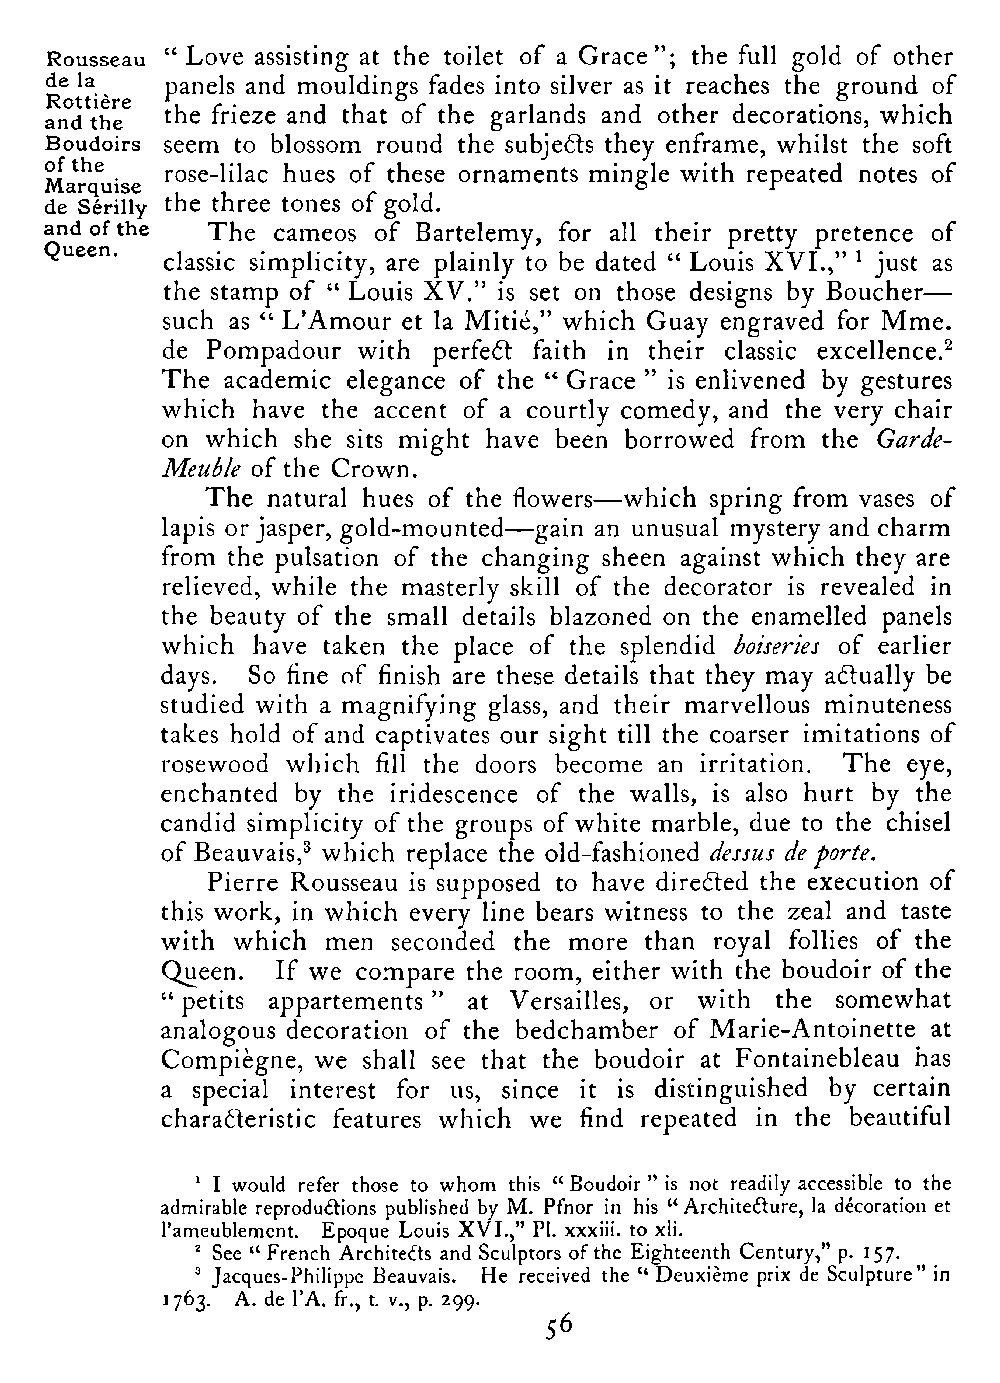 Rousseau
de la
Rottière
and the
Boudoirs
of the
Marquise
de Sérilly
and of the
Queen.
“ Love assisting at the toilet of a Grace ”; the full gold of other
panels and mouldings fades into silver as it reaches the ground of
the frieze and that of the garlands and other decorations, which
seem to blossom round the subjects they enframe, whilst the soft
rose-lilac hues of these ornaments mingle with repeated notes of
the three tones of gold.
The cameos of Bartelemy, for all their pretty pretence of
classic simplicity, are plainly to be dated “ Louis XVI.,” ¹ just as
the stamp of “ Louis XV.” is set on those designs by Boucher—
such as “ L’Amour et la Mitié,” which Guay engraved for Mme.
de Pompadour with perfect faith in their classic excellence.²
The academic elegance of the “ Grace ” is enlivened by gestures
which have the accent of a courtly comedy, and the very chair
on which she sits might have been borrowed from the Garde-
Meuble of the Crown.
The natural hues of the flowers—which spring from vases of
lapis or jasper, gold-mounted—gain an unusual mystery and charm
from the pulsation of the changing sheen against which they are
relieved, while the masterly skill of the decorator is revealed in
the beauty of the small details blazoned on the enamelled panels
which have taken the place of the splendid boiseries of earlier
days. So fine of finish are these details that they may actually be
studied with a magnifying glass, and their marvellous minuteness
takes hold of and captivates our sight till the coarser imitations of
rosewood which fill the doors become an irritation. The eye,
enchanted by the iridescence of the walls, is also hurt by the
candid simplicity of the groups of white marble, due to the chisel
of Beauvais,³ which replace the old-fashioned dessus de porte.
Pierre Rousseau is supposed to have directed the execution of
this work, in which every line bears witness to the zeal and taste
with which men seconded the more than royal follies of the
Queen. If we compare the room, either with the boudoir of the
“ petits appartements ” at Versailles, or with the somewhat
analogous decoration of the bedchamber of Marie-Antoinette at
Compiègne, we shall see that the boudoir at Fontainebleau has
a special interest for us, since it is distinguished by certain
characteristic features which we find repeated in the beautiful
¹ I would refer those to whom this “ Boudoir ” is not readily accessible to the
admirable reproductions published by M. Pfnor in his “ Architecture, la décoration et
l’ameublement. Epoque Louis XVI.,” Pl. xxxiii. to xli.
² See “ French Architects and Sculptors of the Eighteenth Century,” p. 157.
³ Jacques-Philippe Beauvais. He received the “ Deuxième prix de Sculpture ” in
1763. A. de l’A. fr., t. v., p. 299.
56